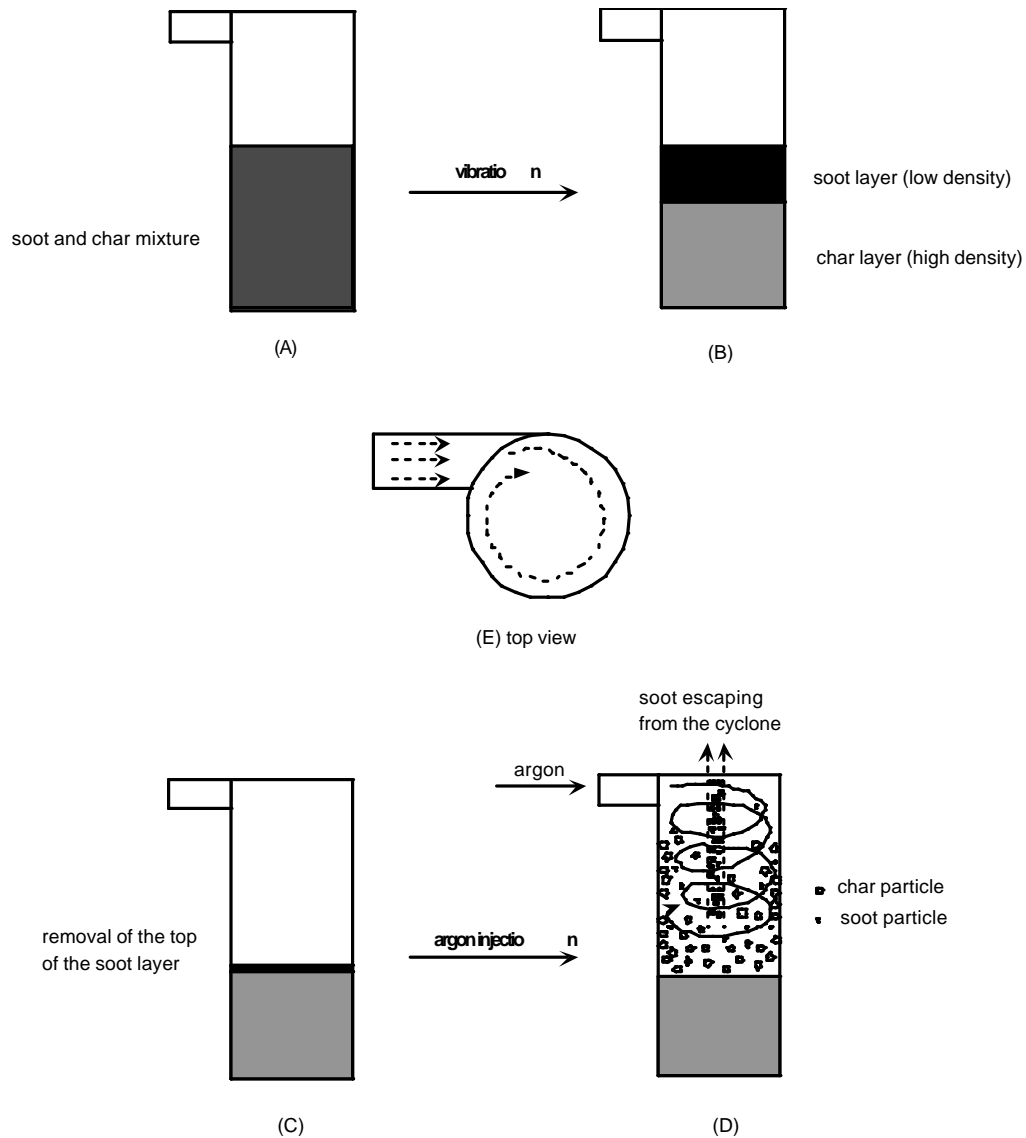 vibratio n
soot layer (low density)
soot and char mixture
char layer (high density)
(A)
(B)
(E) top view
soot escaping
from the cyclone
argon
char particle
soot particle
removal of the top
of the soot layer
argon injectio n
(C)
(D)